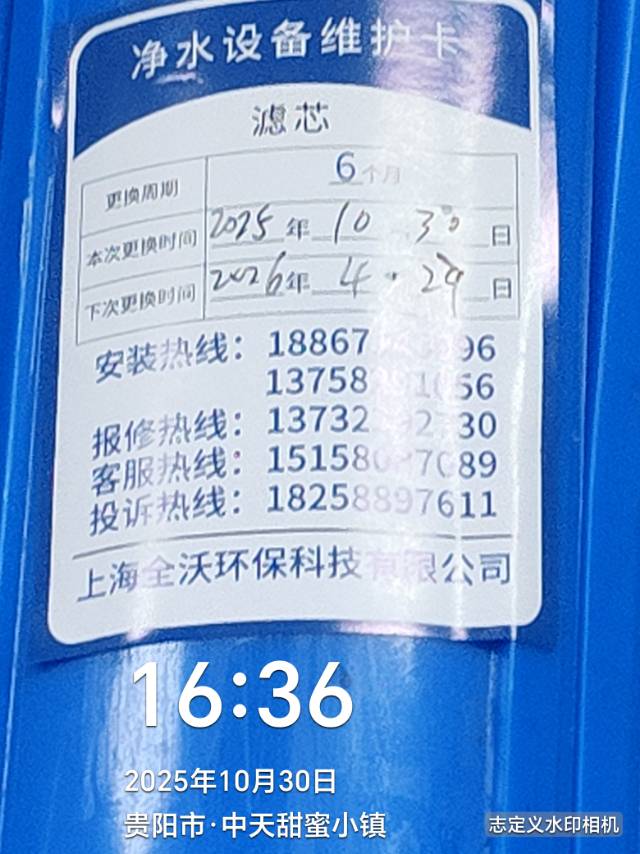 净水设备维护卡
滤芯
更换周期 6个月
本次更换时间 2025年 10 30日
下次更换时间 2026年 4 29日
安装热线： 18867
13758
报修热线： 13732
客服热线： 15158
投诉热线： 18258897611
上海全沃环保科技有限公司
16:36
2025年10月30日
贵阳市·中天甜蜜小镇
志定义水印相机